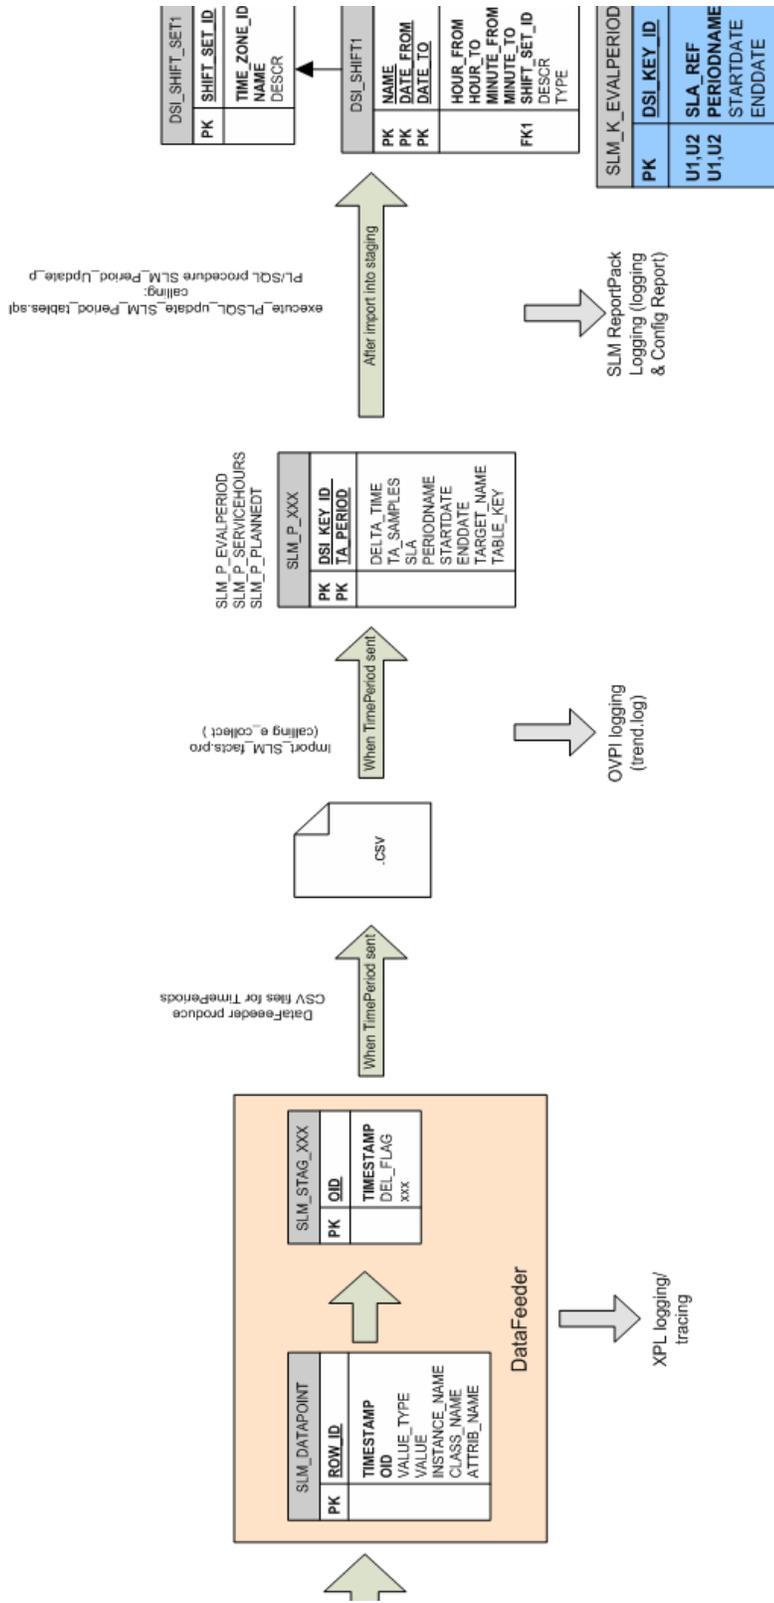 DSI_SHIFT_SET1
PK SHIFT_SET_ID
TIME_ZONE_ID
NAME
DESCR
DSI_SHIFT1
PK NAME
PK DATE_FROM
PK DATE_TO
HOUR_FROM
HOUR_TO
MINUTE_FROM
MINUTE_TO
FK1 SHIFT_SET_ID
DESCR
TYPE
SLM_K_EVALPERIOD
PK DSI_KEY_ID
U1,U2 SLA_REF
U1,U2 PERIODNAME
STARTDATE
ENDDATE
execute_PLSQL_update_SLM_Period_tables.sql
calling:
PL/SQL procedure SLM_Period_Update_p
After import into staging
SLM ReportPack
Logging (logging
& Config Report)
SLM_P_EVALPERIOD
SLM_P_SERVICEHOURS
SLM_P_PLANNEDT
SLM_P_XXX
PK DSI_KEY_ID
PK TA_PERIOD
DELTA_TIME
TA_SAMPLES
SLA
PERIODNAME
STARTDATE
ENDDATE
TARGET_NAME
TABLE_KEY
Import_SLM_facts.pro
(calling e_collect )
When TimePeriod sent
OVPI logging
(trend.log)
.csv
DataFeeeder produce
CSV files for TimePeriods
When TimePeriod sent
SLM_STAG_XXX
PK OID
TIMESTAMP
DEL_FLAG
xxx
SLM_DATAPOINT
PK ROW_ID
TIMESTAMP
OID
VALUE_TYPE
VALUE
INSTANCE_NAME
CLASS_NAME
ATTRIB_NAME
DataFeeder
XPL logging/
tracing